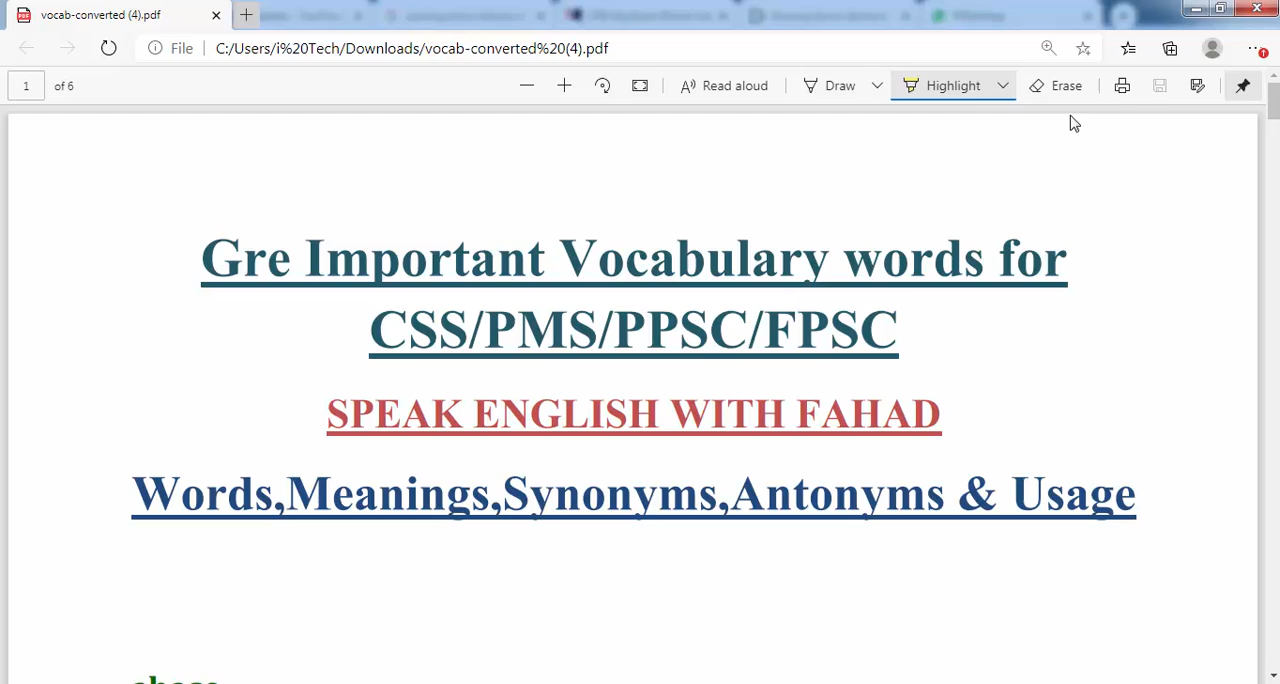 vocab-converted (4).pdf
File C:/Users/i%20Tech/Downloads/vocab-converted%20(4).pdf
1 of 6 Read aloud Draw Highlight Erase
Gre Important Vocabulary words for
CSS/PMS/PPSC/FPSC
SPEAK ENGLISH WITH FAHAD
Words,Meanings,Synonyms,Antonyms & Usage